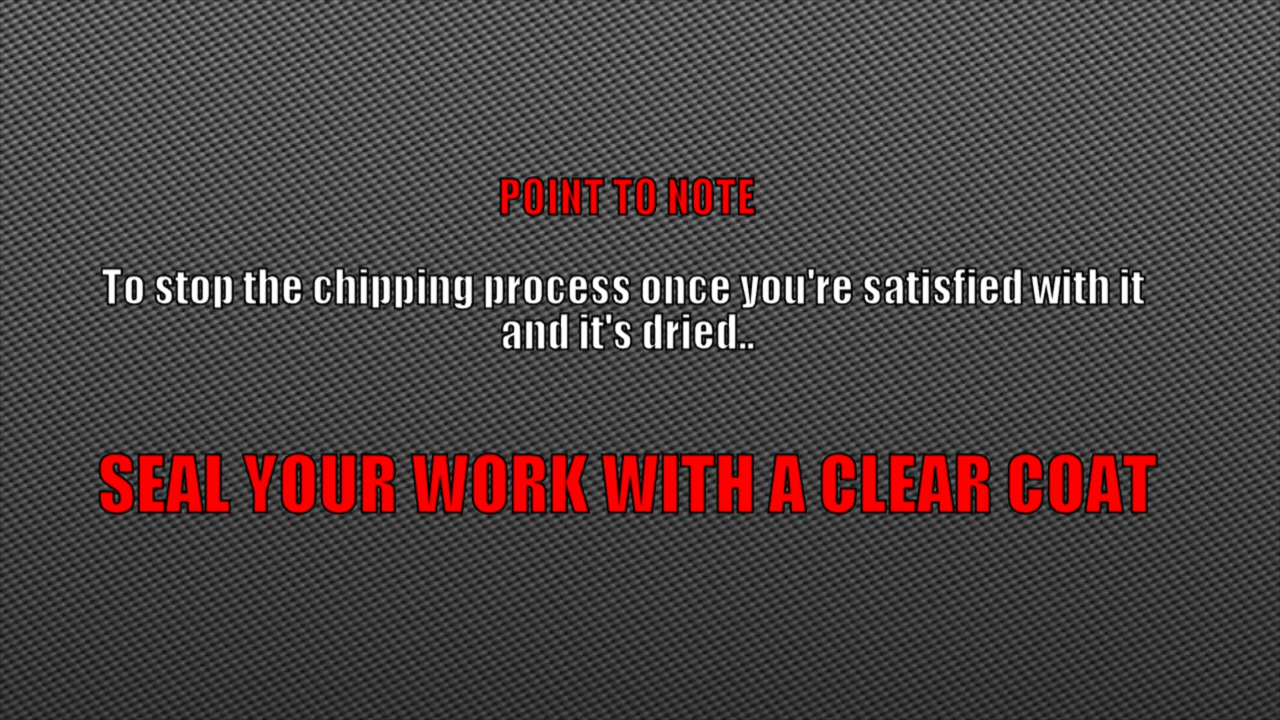 POINT TO NOTE
To stop the chipping process once you're satisfied with it
and it's dried..
SEAL YOUR WORK WITH A CLEAR COAT